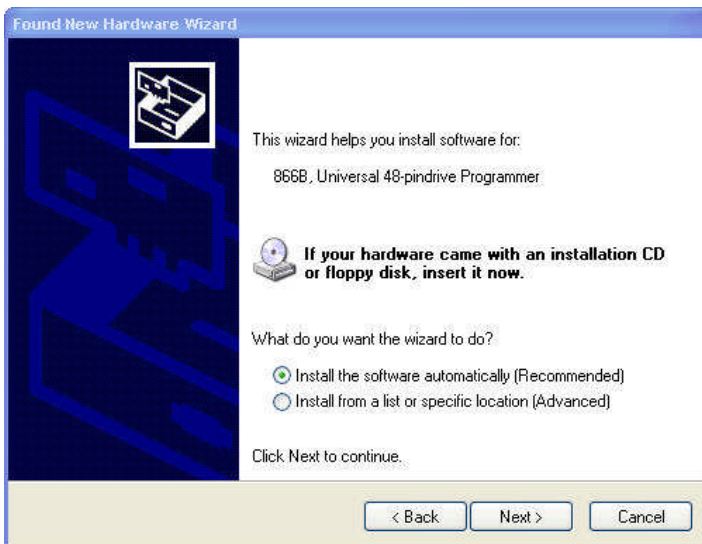 Found New Hardware Wizard
This wizard helps you install software for:
866B, Universal 48-pindrive Programmer
If your hardware came with an installation CD
or floppy disk, insert it now.
What do you want the wizard to do?
Install the software automatically (Recommended)
Install from a list or specific location (Advanced)
Click Next to continue.
< Back Next > Cancel